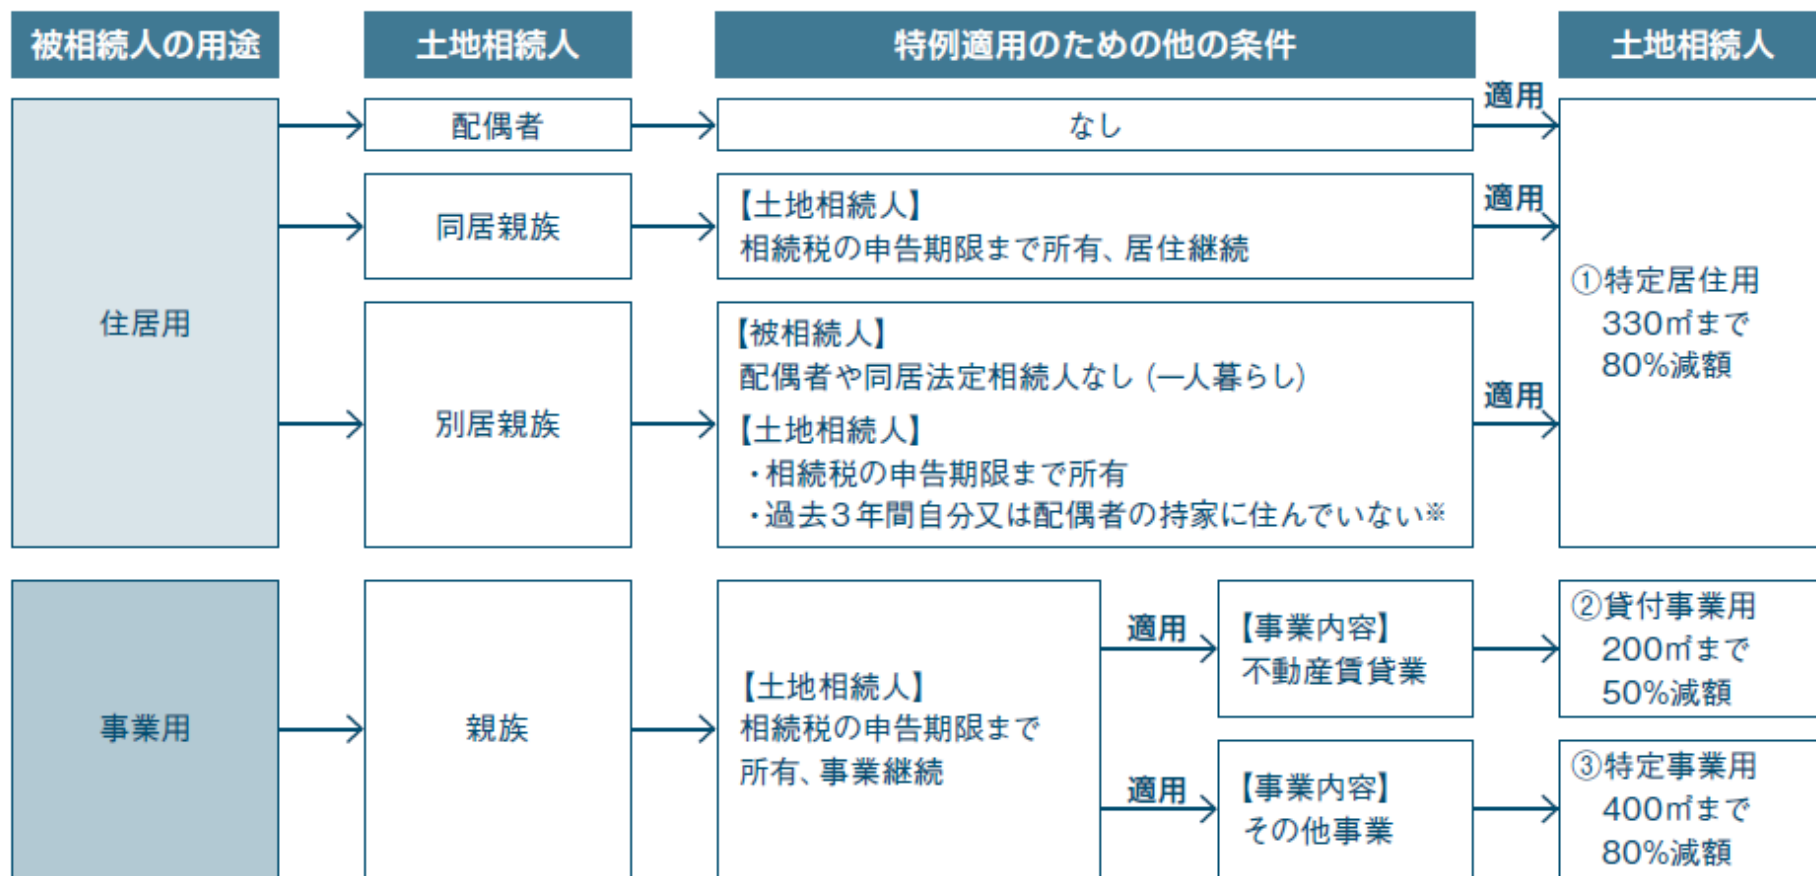 被相続人の用途
土地相続人
特例適用のための他の条件
土地相続人
住居用
配偶者
なし
適用
同居親族
【土地相続人】
相続税の申告期限まで所有、居住継続
適用
別居親族
【被相続人】
配偶者や同居法定相続人なし（一人暮らし）
【土地相続人】
・相続税の申告期限まで所有
・過去３年間自分又は配偶者の持家に住んでいない※
適用
①特定居住用
330㎡まで
80%減額
事業用
親族
【土地相続人】
相続税の申告期限まで
所有、事業継続
適用
【事業内容】
不動産賃貸業
②貸付事業用
200㎡まで
50%減額
適用
【事業内容】
その他事業
③特定事業用
400㎡まで
80%減額